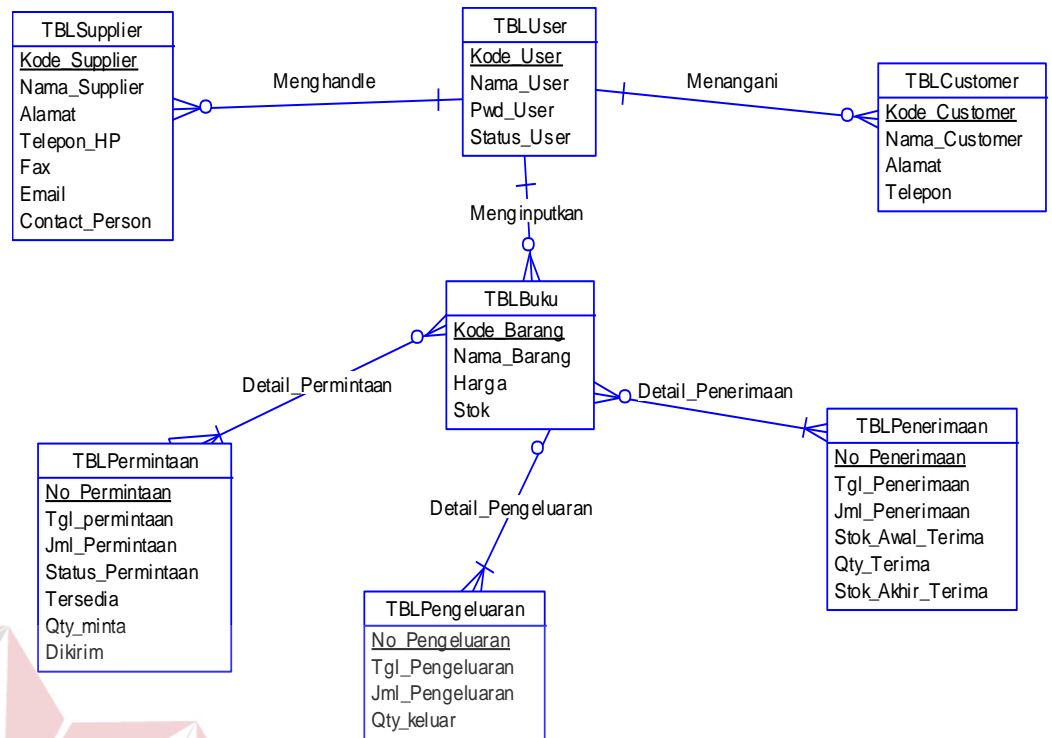 TBLSupplier
Kode_Supplier
Nama_Supplier
Alamat
Telepon_HP
Fax
Email
Contact_Person
Menghandle
TBLUser
Kode_User
Nama_User
Pwd_User
Status_User
Menangani
TBLCustomer
Kode_Customer
Nama_Customer
Alamat
Telepon
Menginputkan
TBLBuku
Kode_Barang
Nama_Barang
Harga
Stok
Detail_Permintaan
Detail_Penerimaan
TBLPermintaan
No_Permintaan
Tgl_permintaan
Jml_Permintaan
Status_Permintaan
Tersedia
Qty_minta
Dikirim
Detail_Pengeluaran
TBLPengeluaran
No_Pengeluaran
Tgl_Pengeluaran
Jml_Pengeluaran
Qty_keluar
TBLPenerimaan
No_Penerimaan
Tgl_Penerimaan
Jml_Penerimaan
Stok_Awal_Terima
Qty_Terima
Stok_Akhir_Terima